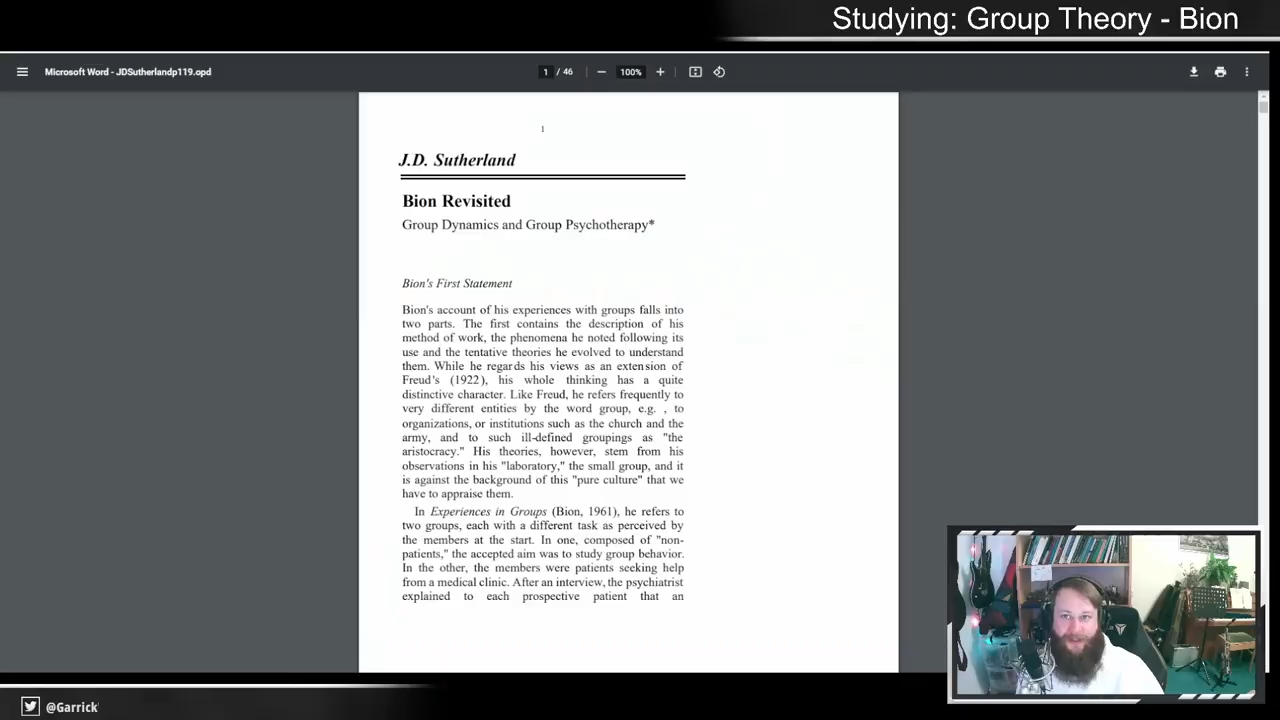 Studying: Group Theory - Bion
Microsoft Word - JDSutherlandp119.opd
1 / 46
100%
1
J.D. Sutherland
Bion Revisited
Group Dynamics and Group Psychotherapy*
Bion's First Statement
Bion's account of his experiences with groups falls into
two parts. The first contains the description of his
method of work, the phenomena he noted following its
use and the tentative theories he evolved to understand
them. While he regards his views as an extension of
Freud's (1922), his whole thinking has a quite
distinctive character. Like Freud, he refers frequently to
very different entities by the word group, e.g. , to
organizations, or institutions such as the church and the
army, and to such ill-defined groupings as "the
aristocracy." His theories, however, stem from his
observations in his "laboratory," the small group, and it
is against the background of this "pure culture" that we
have to appraise them.
In Experiences in Groups (Bion, 1961), he refers to
two groups, each with a different task as perceived by
the members at the start. In one, composed of "non-
patients," the accepted aim was to study group behavior.
In the other, the members were patients seeking help
from a medical clinic. After an interview, the psychiatrist
explained to each prospective patient that an
@Garrick